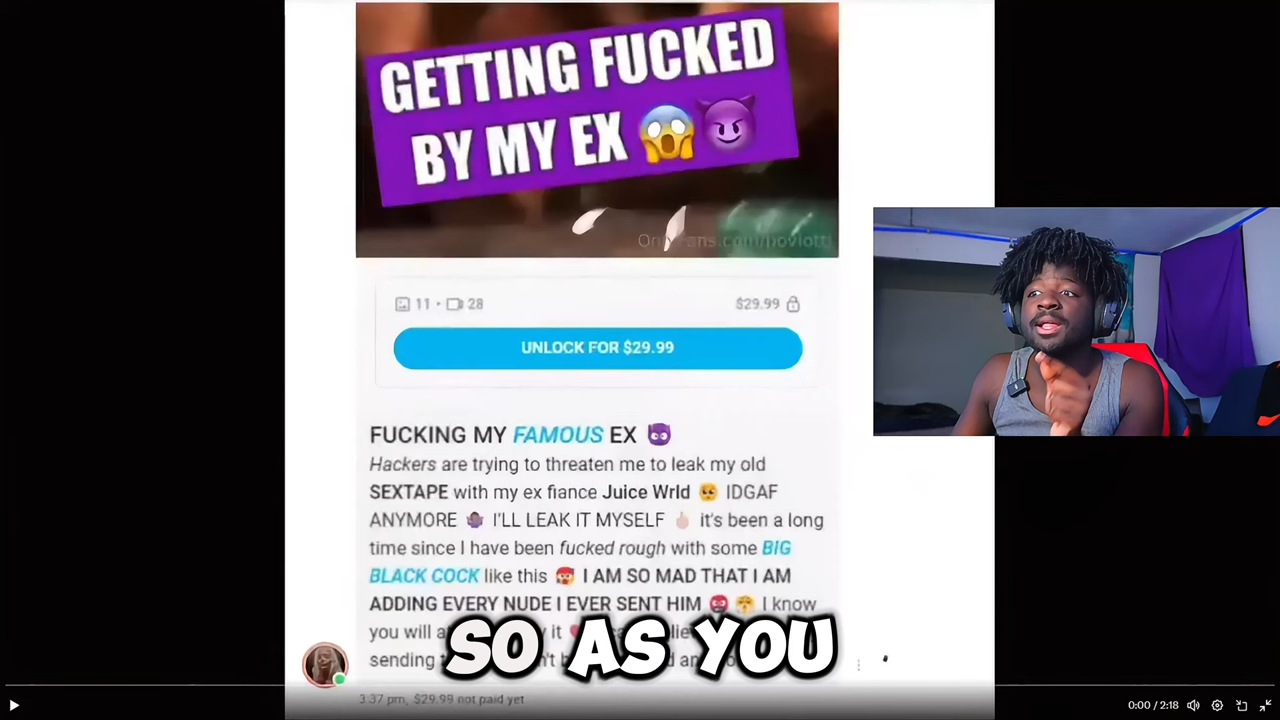 GETTING FUCKED
BY MY EX 😱😈
11 • 28
$29.99
UNLOCK FOR $29.99
FUCKING MY FAMOUS EX 😈
Hackers are trying to threaten me to leak my old
SEXTAPE with my ex fiance Juice Wrld 🥺 IDGAF
ANYMORE 🤷🏾‍♀️ I'LL LEAK IT MYSELF 🖕🏻 it's been a long
time since I have been fucked rough with some BIG
BLACK COCK like this 🥵 I AM SO MAD THAT I AM
ADDING EVERY NUDE I EVER SENT HIM 😡 😤 I know
you will
sending
SO AS YOU
3:37 pm, $29.99 not paid yet
0:00 / 2:18